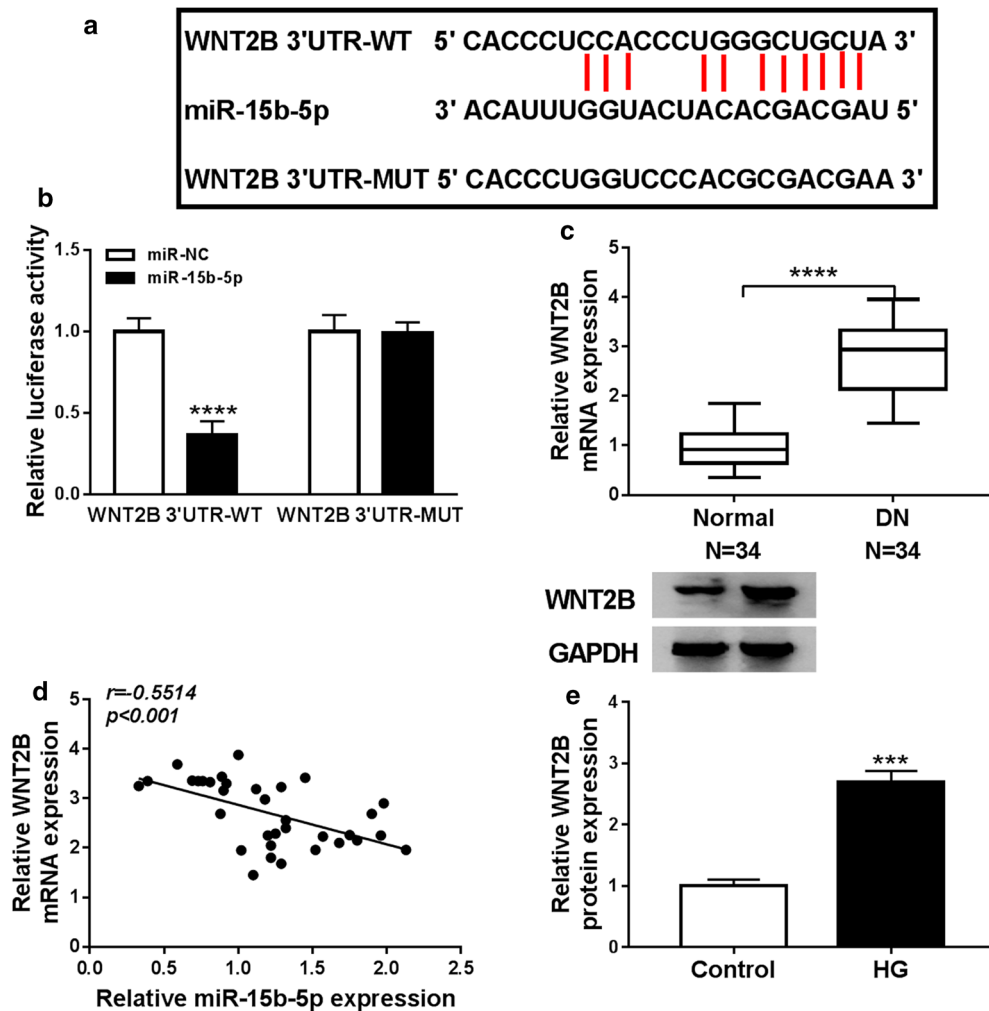 a
WNT2B 3'UTR-WT 5' CACCCUCCACCCUGGGCUGCUA 3'
miR-15b-5p 3' ACAUUUGGUACUACACGACGAU 5'
WNT2B 3'UTR-MUT 5' CACCCUGGUCCCACGCGACGAA 3'
b
Relative luciferase activity
1.5
1.0
0.5
0.0
miR-NC
miR-15b-5p
****
WNT2B 3'UTR-WT WNT2B 3'UTR-MUT
c
Relative WNT2B
mRNA expression
5
4
3
2
1
0
****
Normal DN
N=34 N=34
d
Relative WNT2B
mRNA expression
5
4
3
2
1
0
r=-0.5514
p<0.001
0.0 0.5 1.0 1.5 2.0 2.5
Relative miR-15b-5p expression
WNT2B
GAPDH
e
Relative WNT2B
protein expression
4
3
2
1
0
***
Control HG